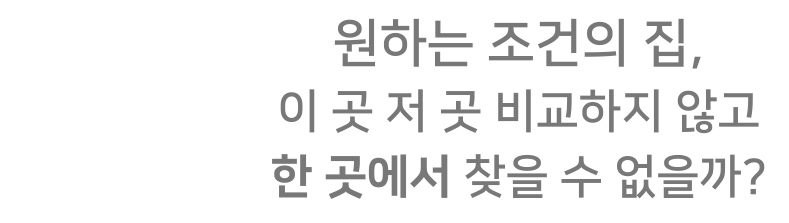 원하는 조건의 집,
이 곳 저 곳 비교하지 않고
한 곳에서 찾을 수 없을까?